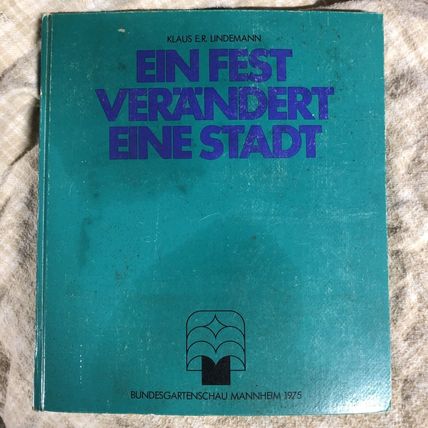 KLAUS E.R. LINDEMANN
EIN FEST
VERÄNDERT
EINE STADT
BUNDESGARTENSCHAU MANNHEIM 1975